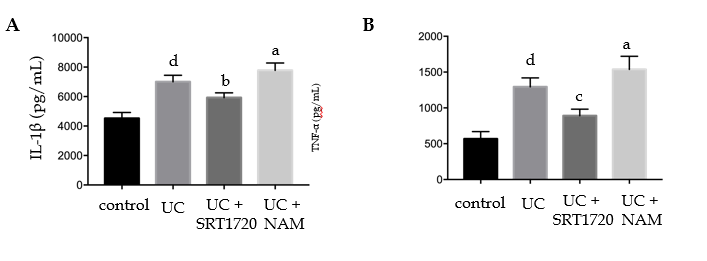 A
IL-1β (pg/mL)
10000
8000
6000
4000
2000
0
d
b
a
control UC UC + UC +
SRT1720 NAM
B
TNF-α (pg/mL)
2000
1500
1000
500
0
d
c
a
control UC UC + UC +
SRT1720 NAM